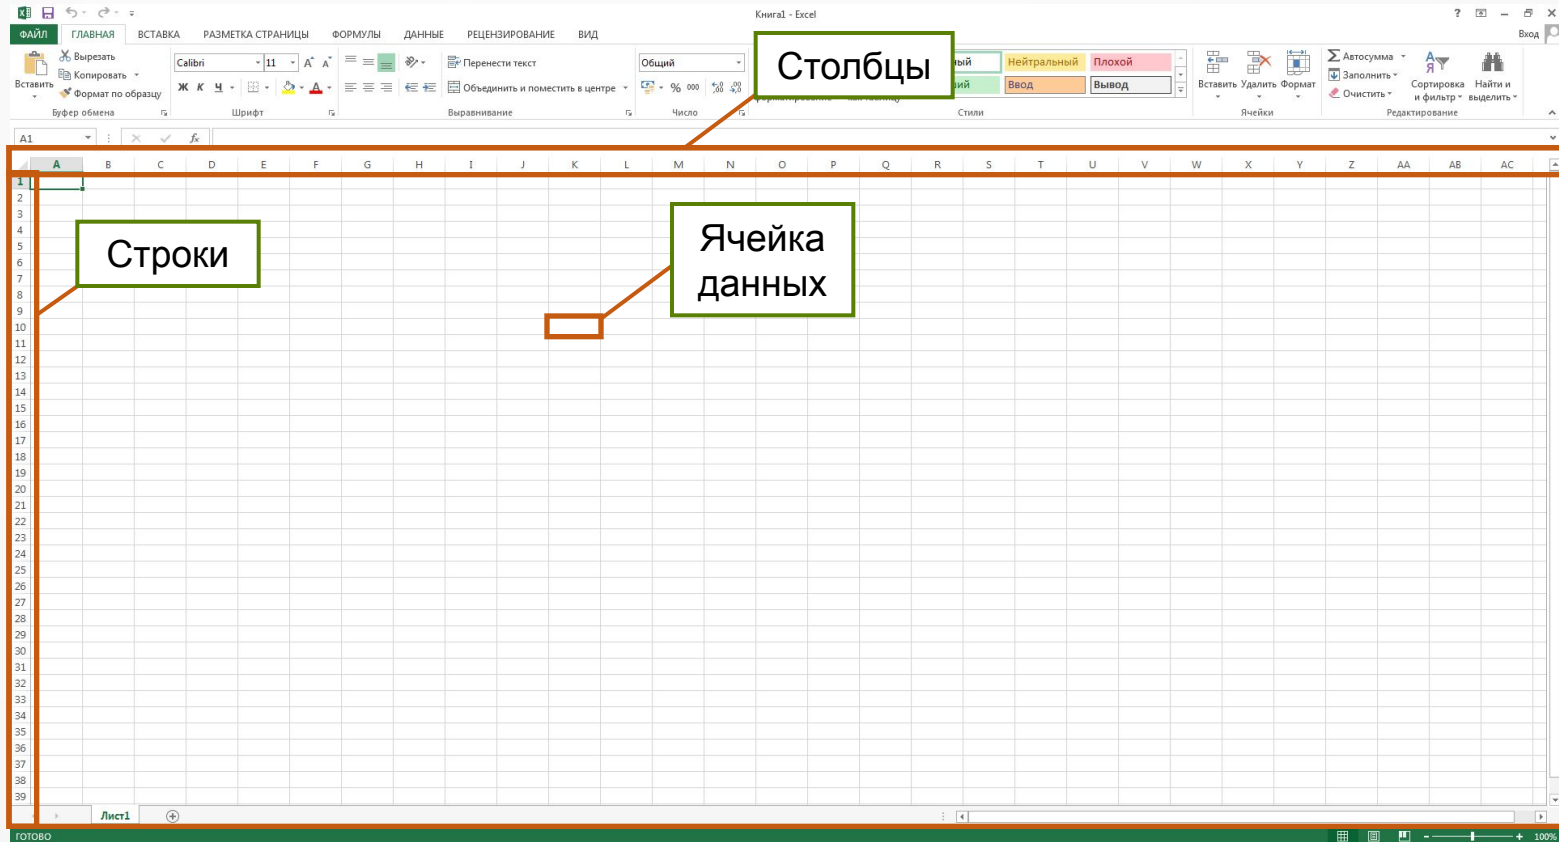 Книга1 - Excel
?
ФАЙЛ ГЛАВНАЯ ВСТАВКА РАЗМЕТКА СТРАНИЦЫ ФОРМУЛЫ ДАННЫЕ РЕЦЕНЗИРОВАНИЕ ВИД Вход
Вставить
Вырезать
Копировать
Формат по образцу
Буфер обмена
Calibri 11
Ж К Ч
Шрифт
Перенести текст
Объединить и поместить в центре
Выравнивание
Общий
% 000
Число
Столбцы
Нейтральный Плохой
Ввод Вывод
Стили
Вставить Удалить Формат
Ячейки
Автосумма
Заполнить
Очистить
Сортировка
и фильтр
Найти и
выделить
Редактирование
A1 fx
A B C D E F G H I J K L M N O P Q R S T U V W X Y Z AA AB AC
1
2
3
4
5
6
7
8
9
10
11
12
13
14
15
16
17
18
19
20
21
22
23
24
25
26
27
28
29
30
31
32
33
34
35
36
37
38
39
Строки
Ячейка
данных
Лист1
ГОТОВО 100%